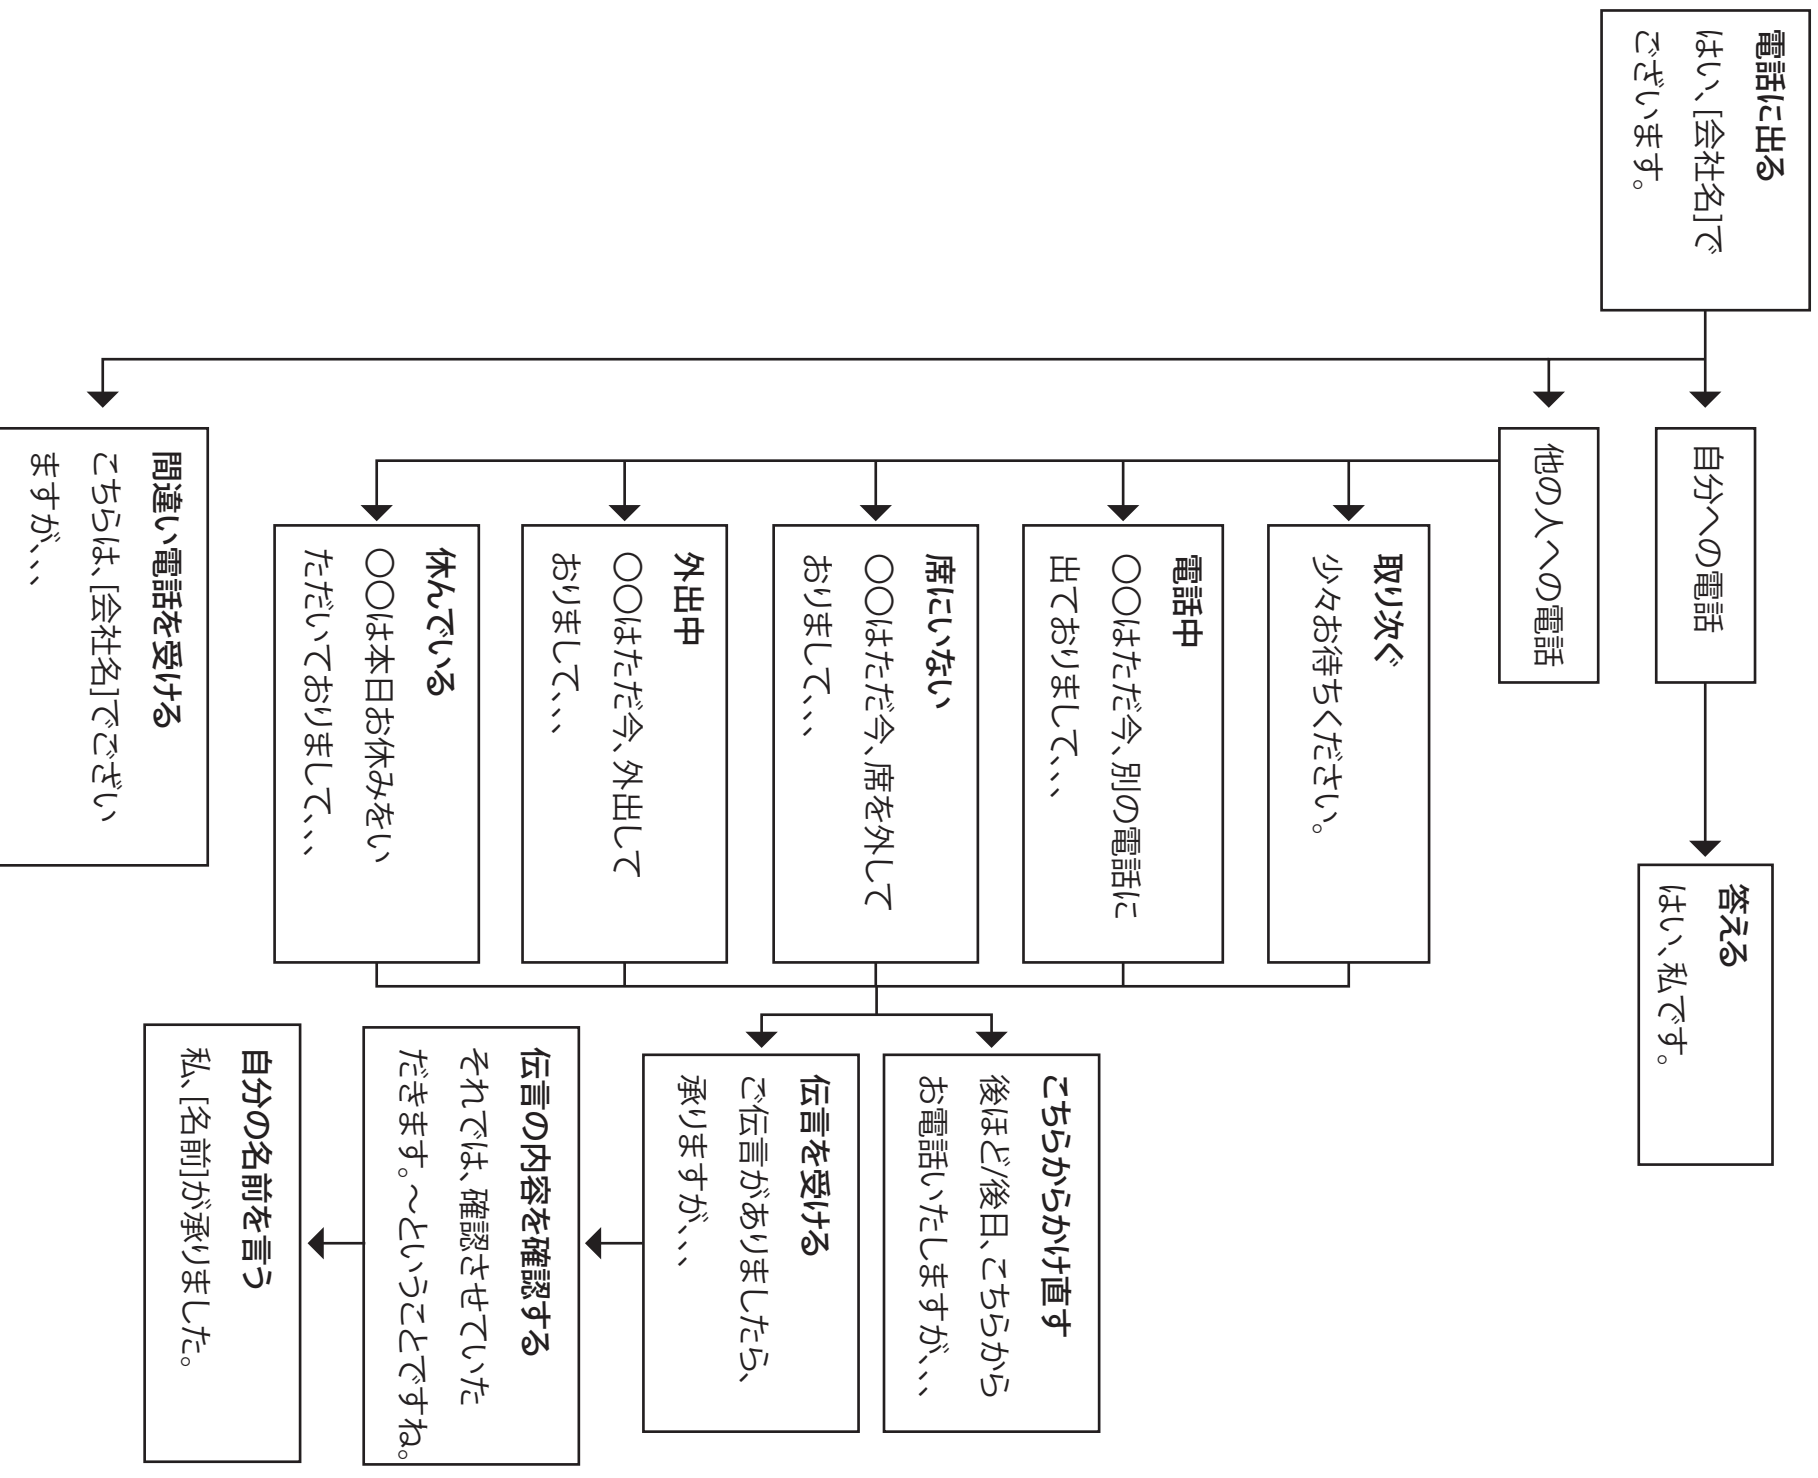 電話に出る
はい、[会社名]で
ございます。
自分への電話
答える
はい、私です。
他の人への電話
取り次ぐ
少々お待ちください。
電話中
〇〇はただ今、別の電話に
出ておりまして、、、
席にいない
〇〇はただ今、席を外して
おりまして、、、
外出中
〇〇はただ今、外出して
おりまして、、、
休んでいる
〇〇は本日お休みをい
ただいておりまして、、、
こちらからかけ直す
後ほど/後日、こちらから
お電話いたしますが、、、
伝言を受ける
ご伝言がありましたら、
承りますが、、、
伝言の内容を確認する
それでは、確認させていた
だきます。〜ということですね。
自分の名前を言う
私、[名前]が承りました。
間違い電話を受ける
こちらは、[会社名]でござい
ますが、、、